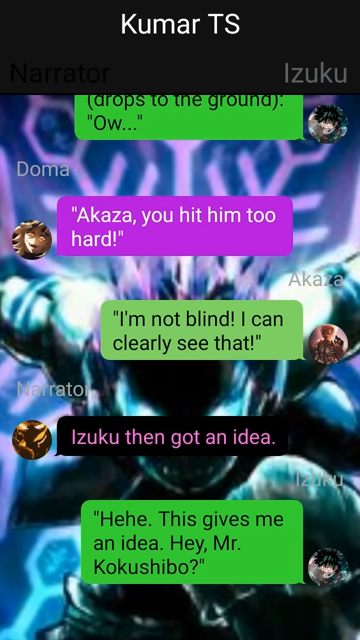 Kumar TS
Narrator
Izuku
(drops to the ground):
"Ow..."
Doma
"Akaza, you hit him too
hard!"
Akaza
"I'm not blind! I can
clearly see that!"
Narrator
Izuku then got an idea.
Izuku
"Hehe. This gives me
an idea. Hey, Mr.
Kokushibo?"